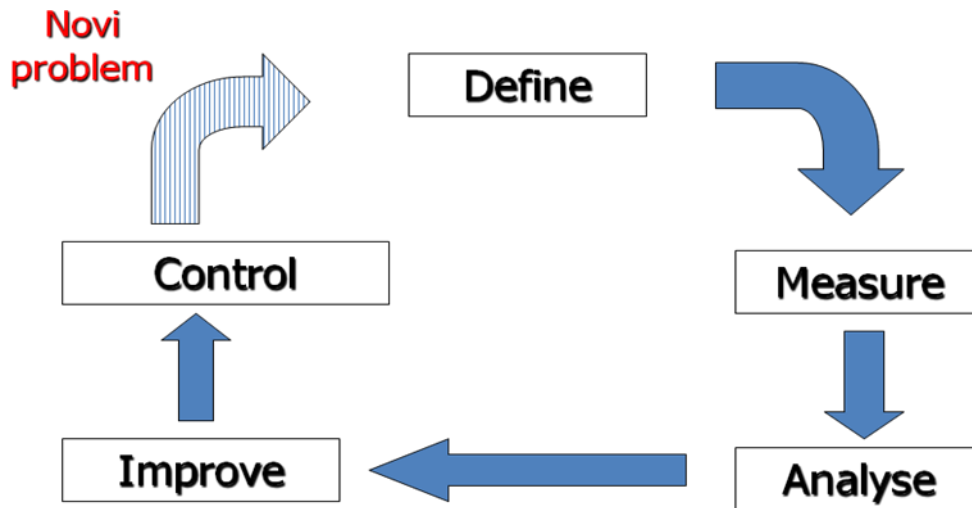 Novi
problem
Define
Control
Measure
Improve
Analyse